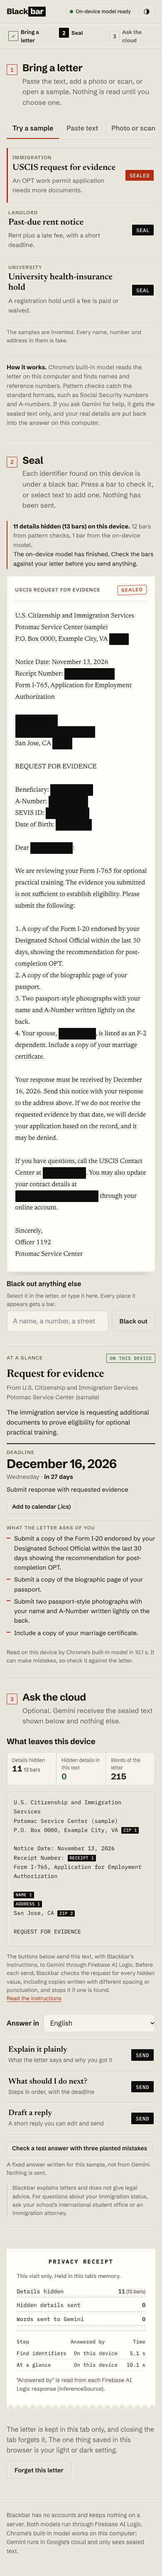 Blackbar
On-device model ready
Bring a
letter
2 Seal
3 Ask the
cloud
1 Bring a letter
Paste the text, add a photo or scan, or
open a sample. Nothing is read until you
choose one.
Try a sample
Paste text
Photo or scan
IMMIGRATION
USCIS request for evidence
An OPT work permit application
needs more documents.
SEALED
LANDLORD
Past-due rent notice
Rent plus a late fee, with a short
deadline.
SEAL
UNIVERSITY
University health-insurance
hold
A registration hold until a fee is paid or
waived.
SEAL
The samples are invented. Every name, number and
address in them is fake.
How it works. Chrome's built-in model reads the
letter on this computer and finds names and
details. Pattern checks catch the
standard formats, such as Social Security numbers
and A-numbers. If you ask Gemini for help, it gets the
sealed text only, and your real details are put back
into the answer on this computer.
2 Seal
Each identifier found on this device is
under a black bar. Press a bar to check it,
or select text to add one. Nothing has
been sent.
11 details hidden (13 bars) on this device. 12 bars
from pattern checks, 1 bar from the on-device
model.
The on-device model has finished. Check the bars
against your letter before you send anything.
USCIS REQUEST FOR EVIDENCE
SEALED
U.S. Citizenship and Immigration Services
Potomac Service Center (sample)
P.O. Box 0000, Example City, VA
Notice Date: November 13, 2026
Receipt Number:
Form I-765, Application for Employment
Authorization
San Jose, CA
REQUEST FOR EVIDENCE
Beneficiary:
A-Number:
SEVIS ID:
Date of Birth:
Dear
We are reviewing your Form I-765 for optional
practical training. The evidence you submitted
is not sufficient to establish eligibility. Please
submit the following:
1. A copy of the Form I-20 endorsed by your
Designated School Official within the last 30
days, showing the recommendation for post-
completion OPT.
2. A copy of the biographic page of your
passport.
3. Two passport-style photographs with your
name and A-Number written lightly on the
back.
4. Your spouse, , is listed as an F-2
dependent. Include a copy of your marriage
certificate.
Your response must be received by December
16, 2026. Send this notice with your response
to the address above. If we do not receive the
requested evidence by that date, we will decide
your application based on the record, and it
may be denied.
If you have questions, call the USCIS Contact
Center at . You may also update
your contact details at
through your
online account.
Sincerely,
Officer 1192
Potomac Service Center
Black out anything else
Select it in the letter, or type it here. Every place it
appears gets a bar.
A name, a number, a street
Black out
AT A GLANCE
ON THIS DEVICE
Request for evidence
From U.S. Citizenship and Immigration Services
Potomac Service Center (sample)
The immigration service is requesting additional
documents to prove eligibility for optional
practical training.
DEADLINE
December 16, 2026
Wednesday · in 27 days
Submit response with requested evidence
Add to calendar (.ics)
WHAT THE LETTER ASKS OF YOU
Submit a copy of the Form I-20 endorsed by your
Designated School Official within the last 30
days showing the recommendation for post-
completion OPT.
Submit a copy of the biographic page of your
passport.
Submit two passport-style photographs with
your name and A-Number written lightly on the
back.
Include a copy of your marriage certificate.
Read on this device by Chrome's built-in model in 10.1 s. It
can make mistakes, so check it against the letter.
3 Ask the cloud
Optional. Gemini receives the sealed text
shown below and nothing else.
What leaves this device
Details hidden
11 13 bars
Hidden details in
this text
0
Words of the
letter
215
U.S. Citizenship and Immigration
Services
Potomac Service Center (sample)
P.O. Box 0000, Example City, VA ZIP 1
Notice Date: November 13, 2026
Receipt Number: RECEIPT 1
Form I-765, Application for Employment
Authorization
NAME 1
ADDRESS 1
San Jose, CA ZIP 2
REQUEST FOR EVIDENCE
The buttons below send this text, with Blackbar's
instructions, to Gemini through Firebase AI Logic. Before
each send, Blackbar checks the request for every hidden
value, including values written with different spacing or
punctuation, and stops if one is found.
Read the instructions
Answer in
English
Explain it plainly
What the letter says and why you got it
SEND
What should I do next?
Steps in order, with the deadline
SEND
Draft a reply
A short reply you can edit and send
SEND
Check a test answer with three planted mistakes
A fixed answer written for this sample, not from Gemini.
Nothing is sent.
Blackbar explains letters and does not give legal
advice. For questions about your immigration status,
ask your school's international student office or an
immigration attorney.
PRIVACY RECEIPT
This visit only. Held in this tab's memory.
Details hidden 11 (13 bars)
Hidden details sent 0
Words sent to Gemini 0
Step Answered by Time
Find identifiers On this device 5.1 s
At a glance On this device 10.1 s
"Answered by" is read from each Firebase AI
Logic response (inferenceSource).
The letter is kept in this tab only, and closing the
tab forgets it. The one thing saved in this
browser is your light or dark setting.
Forget this letter
Blackbar has no accounts and keeps nothing on a
server. Both models run through Firebase AI Logic.
Chrome's built-in model works on this computer;
Gemini runs in Google's cloud and only sees sealed
text.